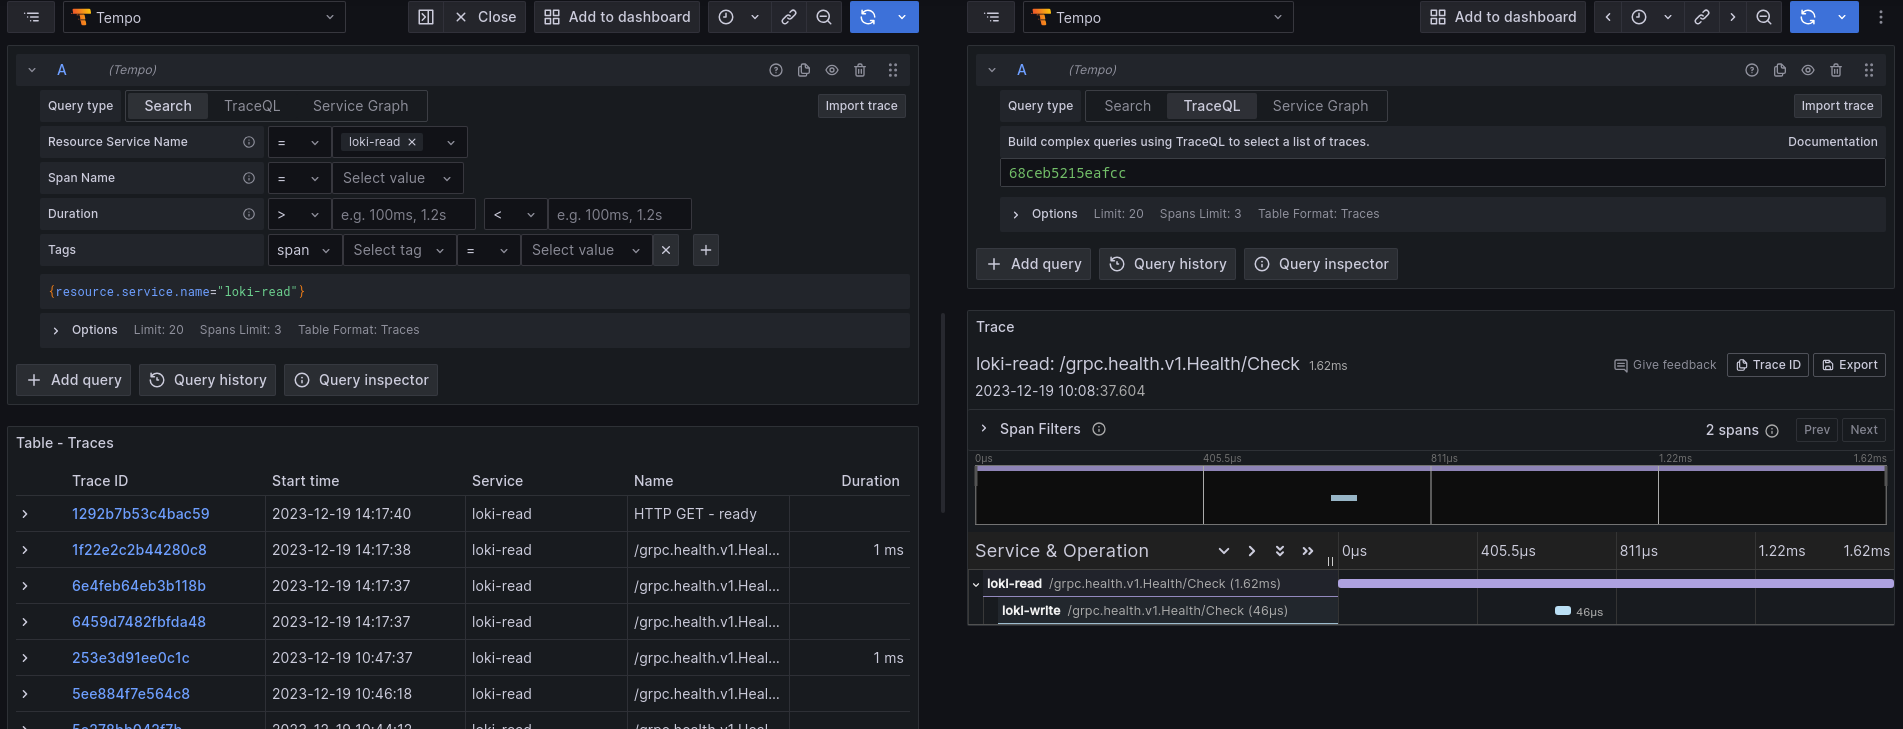 Tempo
Close
Add to dashboard
A (Tempo)
Query type Search TraceQL Service Graph Import trace
Resource Service Name = loki-read ×
Span Name = Select value
Duration > e.g. 100ms, 1.2s < e.g. 100ms, 1.2s
Tags span Select tag = Select value
{resource.service.name="loki-read"}
Options Limit: 20 Spans Limit: 3 Table Format: Traces
+ Add query Query history Query inspector
Table - Traces
Trace ID Start time Service Name Duration
1292b7b53c4bac59 2023-12-19 14:17:40 loki-read HTTP GET - ready
1f22e2c2b44280c8 2023-12-19 14:17:38 loki-read /grpc.health.v1.Heal... 1 ms
6e4feb64eb3b118b 2023-12-19 14:17:37 loki-read /grpc.health.v1.Heal...
6459d7482fbfda48 2023-12-19 14:17:37 loki-read /grpc.health.v1.Heal...
253e3d91ee0c1c 2023-12-19 10:47:37 loki-read /grpc.health.v1.Heal... 1 ms
5ee884f7e564c8 2023-12-19 10:46:18 loki-read /grpc.health.v1.Heal...
2023-12-19 loki-read /grpc.health.v1.Heal...
Tempo
Add to dashboard
A (Tempo)
Query type Search TraceQL Service Graph Import trace
Build complex queries using TraceQL to select a list of traces. Documentation
68ceb5215eafcc
Options Limit: 20 Spans Limit: 3 Table Format: Traces
+ Add query Query history Query inspector
Trace
loki-read: /grpc.health.v1.Health/Check 1.62ms
Give feedback Trace ID Export
2023-12-19 10:08:37.604
Span Filters 2 spans Prev Next
0μs 405.5μs 811μs 1.22ms 1.62ms
Service & Operation 0μs 405.5μs 811μs 1.22ms 1.62ms
loki-read /grpc.health.v1.Health/Check (1.62ms)
loki-write /grpc.health.v1.Health/Check (46μs) 46μs